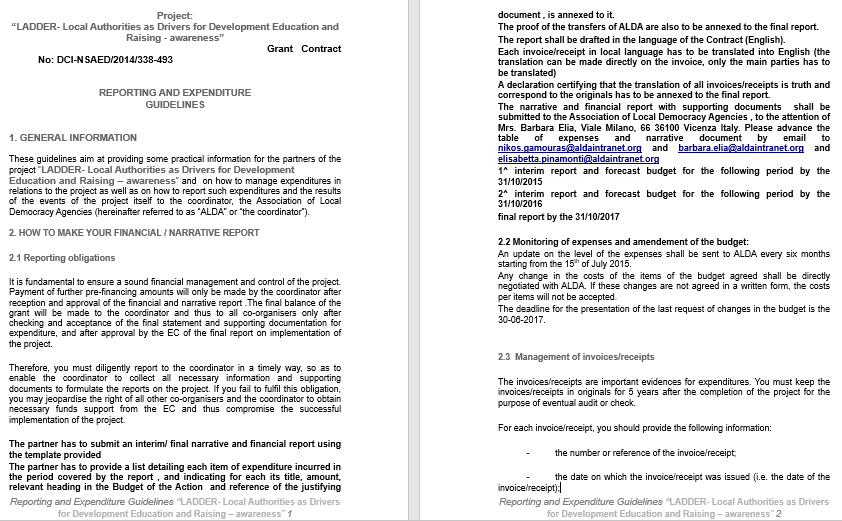 Project:
"LADDER- Local Authorities as Drivers for Development Education and
Raising - awareness"
Grant Contract
No: DCI-NSAED/2014/338-493
REPORTING AND EXPENDITURE
GUIDELINES
1. GENERAL INFORMATION
These guidelines aim at providing some practical information for the partners of the
project "LADDER- Local Authorities as Drivers for Development
Education and Raising – awareness" and on how to manage expenditures in
relations to the project as well as on how to report such expenditures and the results
of the events of the project itself to the coordinator, the Association of Local
Democracy Agencies (hereinafter referred to as "ALDA" or "the coordinator").
2. HOW TO MAKE YOUR FINANCIAL / NARRATIVE REPORT
2.1 Reporting obligations
It is fundamental to ensure a sound financial management and control of the project.
Payment of further pre-financing amounts will only be made by the coordinator after
reception and approval of the financial and narrative report .The final balance of the
grant will be made to the coordinator and thus to all co-organisers only after
checking and acceptance of the final statement and supporting documentation for
expenditure, and after approval by the EC of the final report on implementation of
the project.
Therefore, you must diligently report to the coordinator in a timely way, so as to
enable the coordinator to collect all necessary information and supporting
documents to formulate the reports on the project. If you fail to fulfil this obligation,
you may jeopardise the right of all other co-organisers and the coordinator to obtain
necessary funds support from the EC and thus compromise the successful
implementation of the project.
The partner has to submit an interim/ final narrative and financial report using
the template provided
The partner has to provide a list detailing each item of expenditure incurred in
the period covered by the report , and indicating for each its title, amount,
relevant heading in the Budget of the Action and reference of the justifying
Reporting and Expenditure Guidelines "LADDER- Local Authorities as Drivers
for Development Education and Raising – awareness" 1
document , is annexed to it.
The proof of the transfers of ALDA are also to be annexed to the final report.
The report shall be drafted in the language of the Contract (English).
Each invoice/receipt in local language has to be translated into English (the
translation can be made directly on the invoice, only the main parties has to
be translated)
A declaration certifying that the translation of all invoices/receipts is truth and
correspond to the originals has to be annexed to the final report.
The narrative and financial report with supporting documents shall be
submitted to the Association of Local Democracy Agencies , to the attention of
Mrs. Barbara Elia, Viale Milano, 66 36100 Vicenza Italy. Please advance the
table of expenses and narrative document by email to
nikos.gamouras@aldaintranet.org and barbara.elia@aldaintranet.org and
elisabetta.pinamonti@aldaintranet.org
1^ interim report and forecast budget for the following period by the
31/10/2015
2^ interim report and forecast budget for the following period by the
31/10/2016
final report by the 31/10/2017
2.2 Monitoring of expenses and amendement of the budget:
An update on the level of the expenses shall be sent to ALDA every six months
starting from the 15th of July 2015.
Any change in the costs of the items of the budget agreed shall be directly
negotiated with ALDA. If these changes are not agreed in a written form, the costs
per items will not be accepted.
The deadline for the presentation of the last request of changes in the budget is the
30-06-2017.
2.3 Management of invoices/receipts
The invoices/receipts are important evidences for expenditures. You must keep the
invoices/receipts in originals for 5 years after the completion of the project for the
purpose of eventual audit or check.
For each invoice/receipt, you should provide the following information:
- the number or reference of the invoice/receipt;
- the date on which the invoice/receipt was issued (i.e. the date of the
invoice/receipt);
Reporting and Expenditure Guidelines "LADDER- Local Authorities as Drivers
for Development Education and Raising – awareness" 2